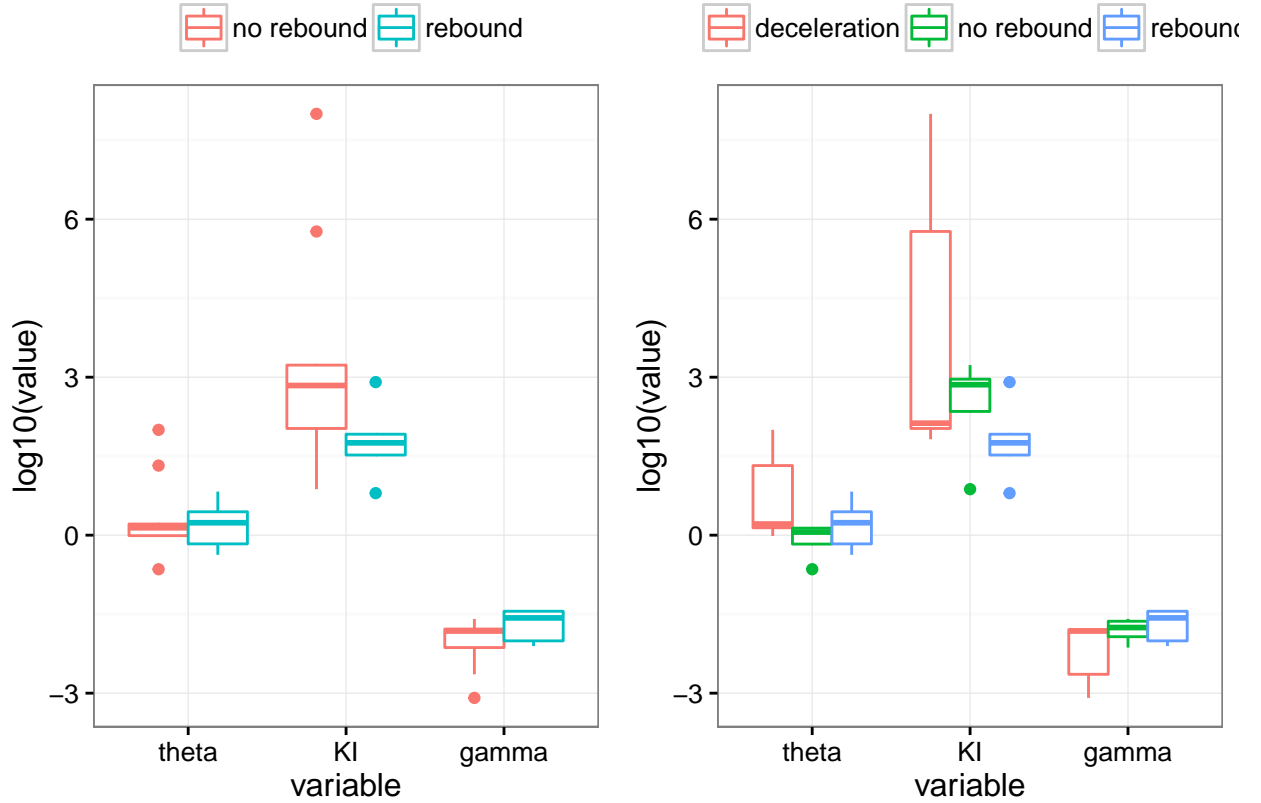 no rebound rebound
log10(value)
6
3
0
−3
theta KI gamma
variable
deceleration no rebound rebound
log10(value)
6
3
0
−3
theta KI gamma
variable